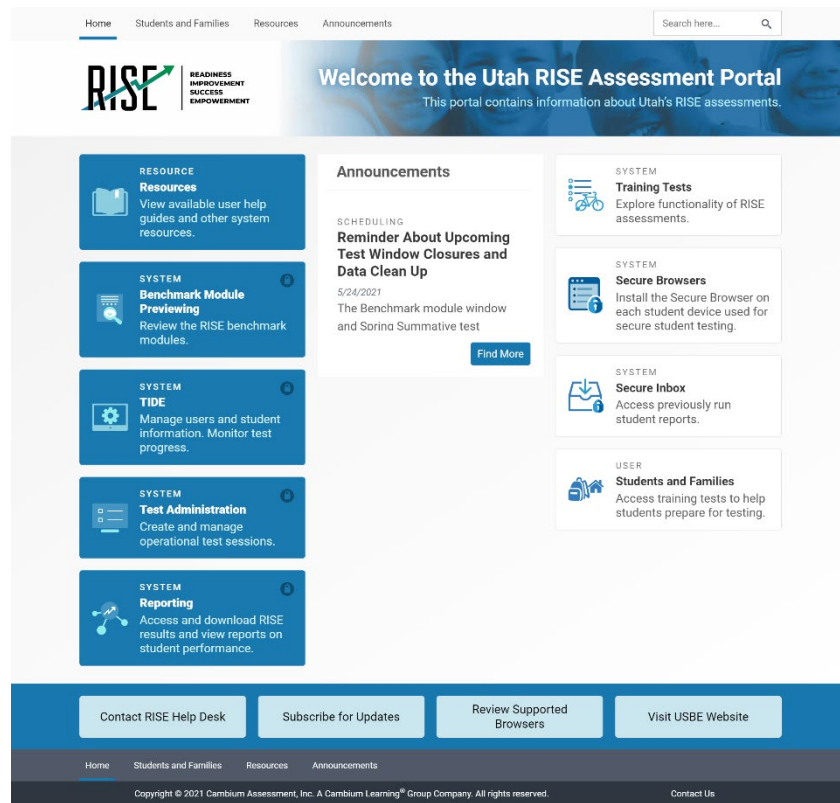 Home Students and Families Resources Announcements Search here...
RISE
READINESS
IMPROVEMENT
SUCCESS
EMPOWERMENT
Welcome to the Utah RISE Assessment Portal
This portal contains information about Utah's RISE assessments.
RESOURCE
Resources
View available user help
guides and other system
resources.
SYSTEM
Benchmark Module
Previewing
Review the RISE benchmark
modules.
SYSTEM
TIDE
Manage users and student
information. Monitor test
progress.
SYSTEM
Test Administration
Create and manage
operational test sessions.
SYSTEM
Reporting
Access and download RISE
results and view reports on
student performance.
Announcements
SCHEDULING
Reminder About Upcoming
Test Window Closures and
Data Clean Up
5/24/2021
The Benchmark module window
and Spring Summative test
Find More
SYSTEM
Training Tests
Explore functionality of RISE
assessments.
SYSTEM
Secure Browsers
Install the Secure Browser on
each student device used for
secure student testing.
SYSTEM
Secure Inbox
Access previously run
student reports.
USER
Students and Families
Access training tests to help
students prepare for testing.
Contact RISE Help Desk
Subscribe for Updates
Review Supported
Browsers
Visit USBE Website
Home Students and Families Resources Announcements
Copyright © 2021 Cambium Assessment, Inc. A Cambium Learning® Group Company. All rights reserved. Contact Us